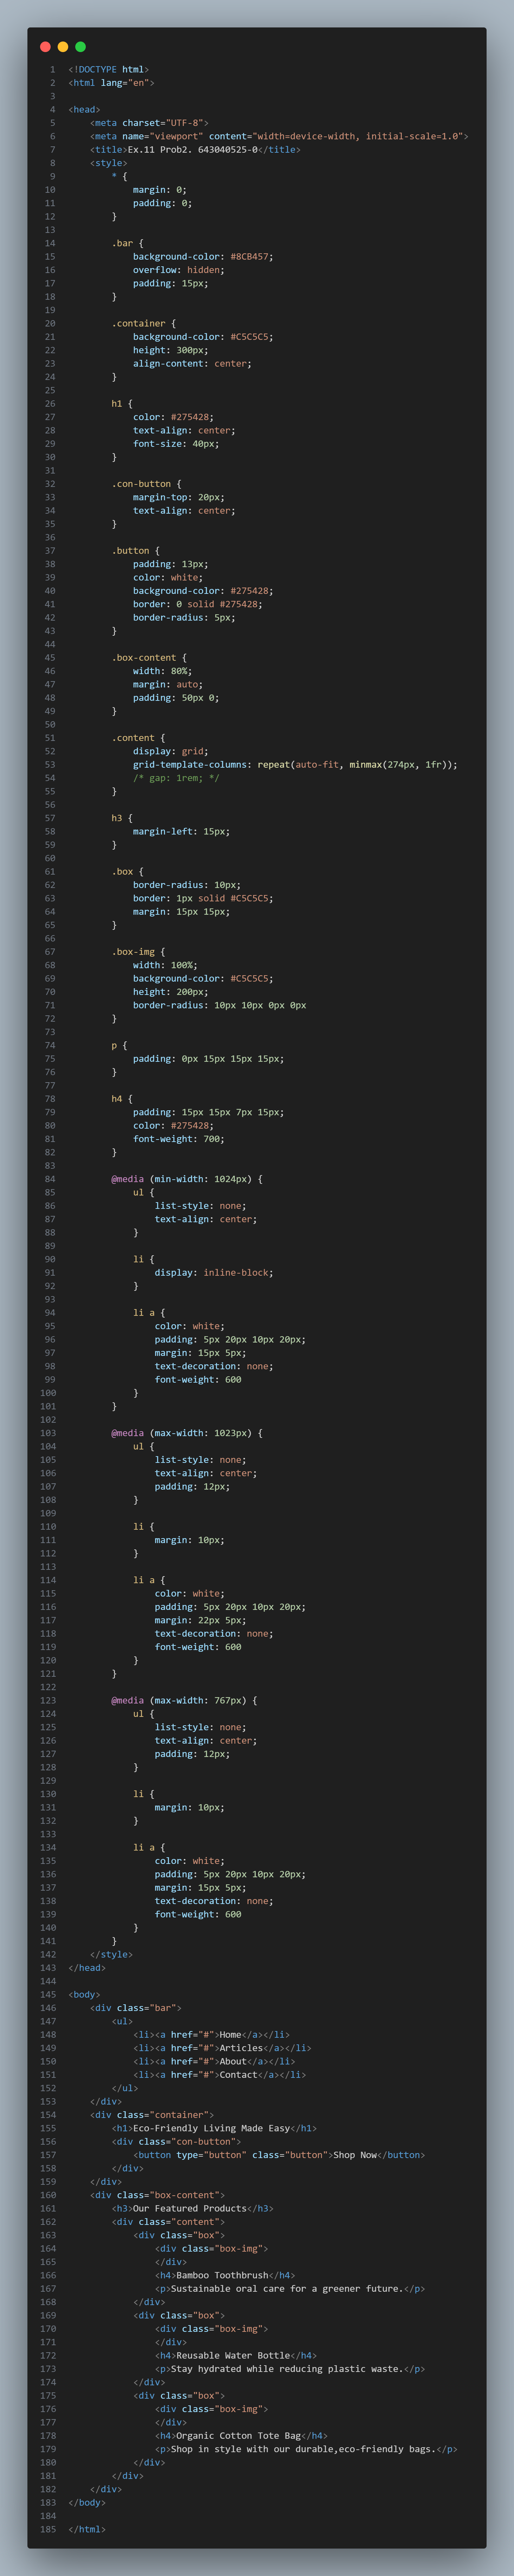 1 <!DOCTYPE html>
2 <html lang="en">
3
4 <head>
5     <meta charset="UTF-8">
6     <meta name="viewport" content="width=device-width, initial-scale=1.0">
7     <title>Ex.11 Prob2. 643040525-0</title>
8     <style>
9         * {
10             margin: 0;
11             padding: 0;
12         }
13
14         .bar {
15             background-color: #8CB457;
16             overflow: hidden;
17             padding: 15px;
18         }
19
20         .container {
21             background-color: #C5C5C5;
22             height: 300px;
23             align-content: center;
24         }
25
26         h1 {
27             color: #275428;
28             text-align: center;
29             font-size: 40px;
30         }
31
32         .con-button {
33             margin-top: 20px;
34             text-align: center;
35         }
36
37         .button {
38             padding: 13px;
39             color: white;
40             background-color: #275428;
41             border: 0 solid #275428;
42             border-radius: 5px;
43         }
44
45         .box-content {
46             width: 80%;
47             margin: auto;
48             padding: 50px 0;
49         }
50
51         .content {
52             display: grid;
53             grid-template-columns: repeat(auto-fit, minmax(274px, 1fr));
54             /* gap: 1rem; */
55         }
56
57         h3 {
58             margin-left: 15px;
59         }
60
61         .box {
62             border-radius: 10px;
63             border: 1px solid #C5C5C5;
64             margin: 15px 15px;
65         }
66
67         .box-img {
68             width: 100%;
69             background-color: #C5C5C5;
70             height: 200px;
71             border-radius: 10px 10px 0px 0px
72         }
73
74         p {
75             padding: 0px 15px 15px 15px;
76         }
77
78         h4 {
79             padding: 15px 15px 7px 15px;
80             color: #275428;
81             font-weight: 700;
82         }
83
84         @media (min-width: 1024px) {
85             ul {
86                 list-style: none;
87                 text-align: center;
88             }
89
90             li {
91                 display: inline-block;
92             }
93
94             li a {
95                 color: white;
96                 padding: 5px 20px 10px 20px;
97                 margin: 15px 5px;
98                 text-decoration: none;
99                 font-weight: 600
100             }
101         }
102
103         @media (max-width: 1023px) {
104             ul {
105                 list-style: none;
106                 text-align: center;
107                 padding: 12px;
108             }
109
110             li {
111                 margin: 10px;
112             }
113
114             li a {
115                 color: white;
116                 padding: 5px 20px 10px 20px;
117                 margin: 22px 5px;
118                 text-decoration: none;
119                 font-weight: 600
120             }
121         }
122
123         @media (max-width: 767px) {
124             ul {
125                 list-style: none;
126                 text-align: center;
127                 padding: 12px;
128             }
129
130             li {
131                 margin: 10px;
132             }
133
134             li a {
135                 color: white;
136                 padding: 5px 20px 10px 20px;
137                 margin: 15px 5px;
138                 text-decoration: none;
139                 font-weight: 600
140             }
141         }
142     </style>
143 </head>
144
145 <body>
146     <div class="bar">
147         <ul>
148             <li><a href="#">Home</a></li>
149             <li><a href="#">Articles</a></li>
150             <li><a href="#">About</a></li>
151             <li><a href="#">Contact</a></li>
152         </ul>
153     </div>
154     <div class="container">
155         <h1>Eco-Friendly Living Made Easy</h1>
156         <div class="con-button">
157             <button type="button" class="button">Shop Now</button>
158         </div>
159     </div>
160     <div class="box-content">
161         <h3>Our Featured Products</h3>
162         <div class="content">
163             <div class="box">
164                 <div class="box-img">
165                 </div>
166                 <h4>Bamboo Toothbrush</h4>
167                 <p>Sustainable oral care for a greener future.</p>
168             </div>
169             <div class="box">
170                 <div class="box-img">
171                 </div>
172                 <h4>Reusable Water Bottle</h4>
173                 <p>Stay hydrated while reducing plastic waste.</p>
174             </div>
175             <div class="box">
176                 <div class="box-img">
177                 </div>
178                 <h4>Organic Cotton Tote Bag</h4>
179                 <p>Shop in style with our durable,eco-friendly bags.</p>
180             </div>
181         </div>
182     </div>
183 </body>
184
185 </html>